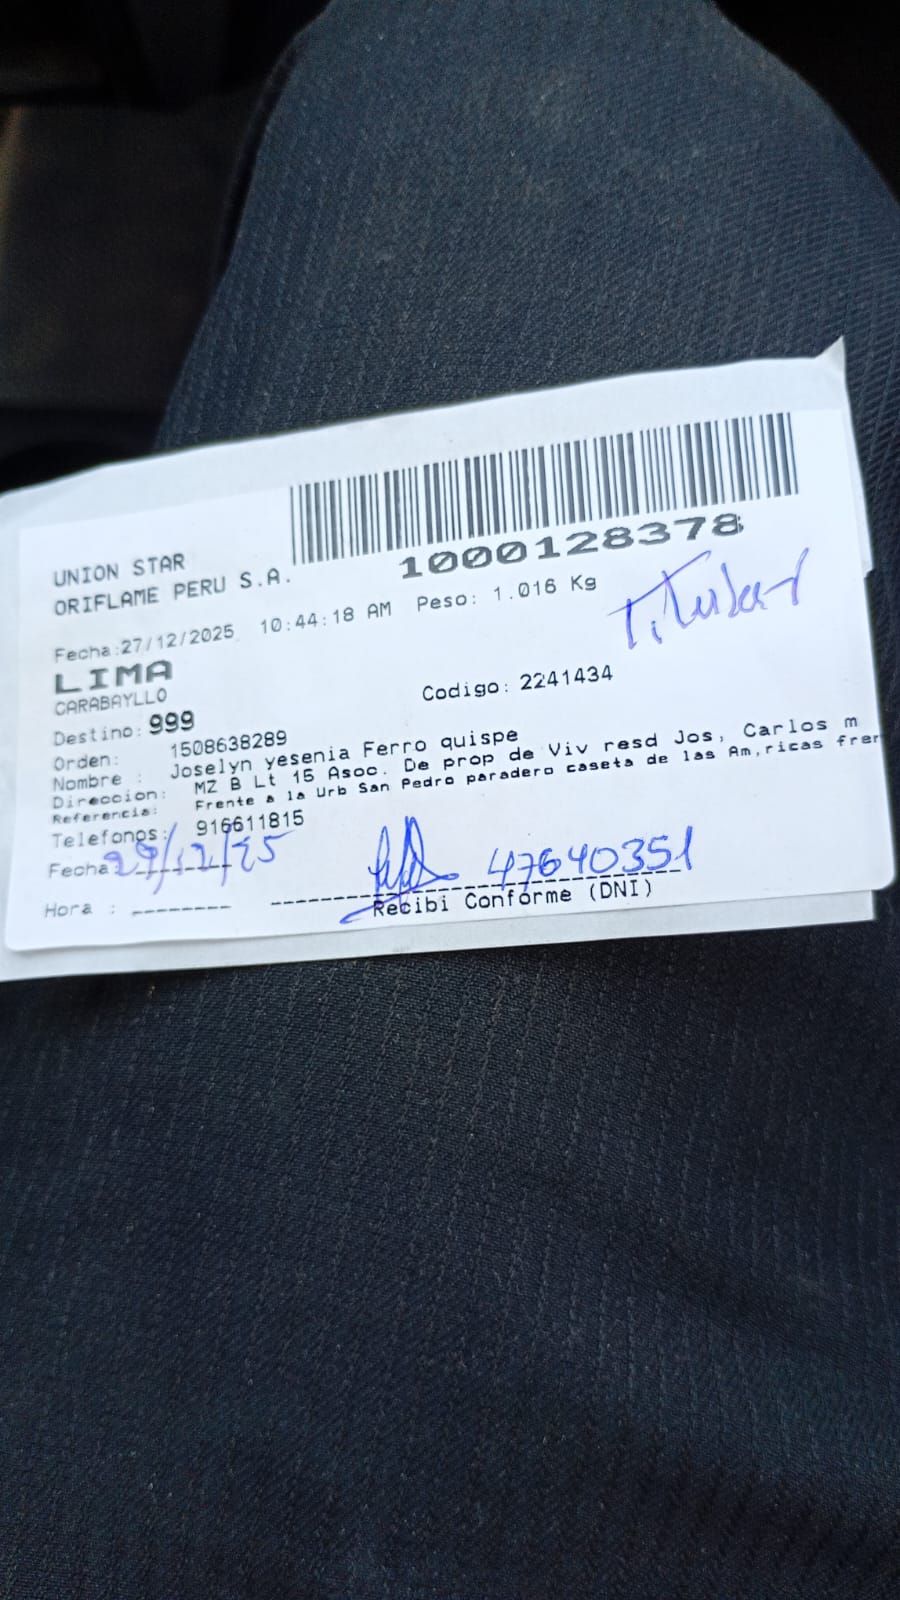 1000128378
UNION STAR
ORIFLAME PERU S.A.
Titular
Fecha:27/12/2025 10:44:18 AM Peso: 1.016 Kg
LIMA
CARABAYLLO
Codigo: 2241434
Destino: 999
Orden: 1508638289
Nombre : Joselyn yesenia Ferro quispe
Direccion: MZ B Lt 15 Asoc. De prop de Viv resd Jos, Carlos m
Referencia: Frente a la Urb San Pedro paradero caseta de las Am,ricas frer
Telefonos: 916611815
Fecha: 29/12/25 47640351
Hora : Recibi Conforme (DNI)